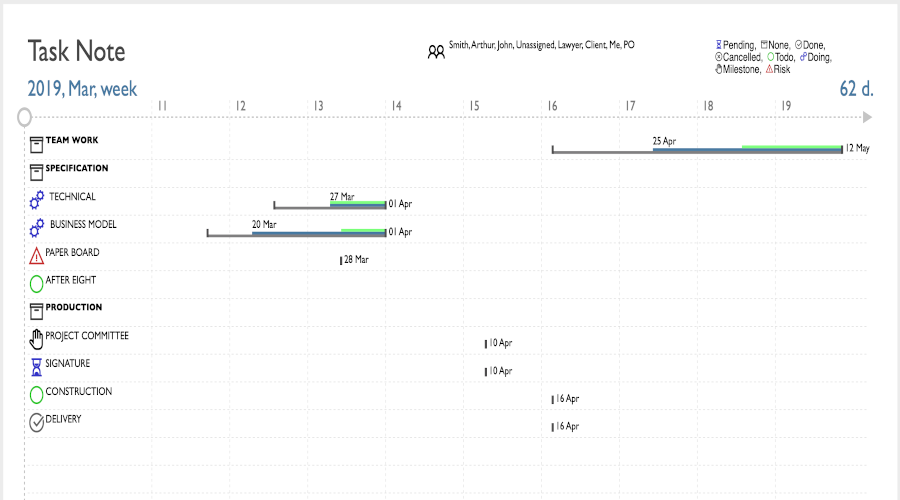 Task Note
Smith, Arthur, John, Unassigned, Lawyer, Client, Me, PO
Pending, None, Done,
Cancelled, Todo, Doing,
Milestone, Risk
2019, Mar, week
62 d.
11 12 13 14 15 16 17 18 19
TEAM WORK 25 Apr 12 May
SPECIFICATION
TECHNICAL 27 Mar 01 Apr
BUSINESS MODEL 20 Mar 01 Apr
PAPER BOARD 28 Mar
AFTER EIGHT
PRODUCTION
PROJECT COMMITTEE 10 Apr
SIGNATURE 10 Apr
CONSTRUCTION 16 Apr
DELIVERY 16 Apr